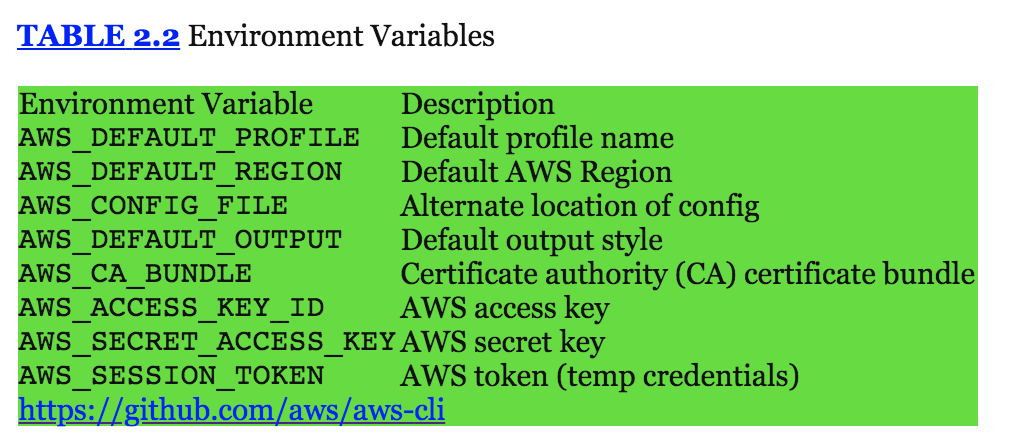 TABLE 2.2 Environment Variables
Environment Variable Description
AWS_DEFAULT_PROFILE Default profile name
AWS_DEFAULT_REGION Default AWS Region
AWS_CONFIG_FILE Alternate location of config
AWS_DEFAULT_OUTPUT Default output style
AWS_CA_BUNDLE Certificate authority (CA) certificate bundle
AWS_ACCESS_KEY_ID AWS access key
AWS_SECRET_ACCESS_KEY AWS secret key
AWS_SESSION_TOKEN AWS token (temp credentials)
https://github.com/aws/aws-cli